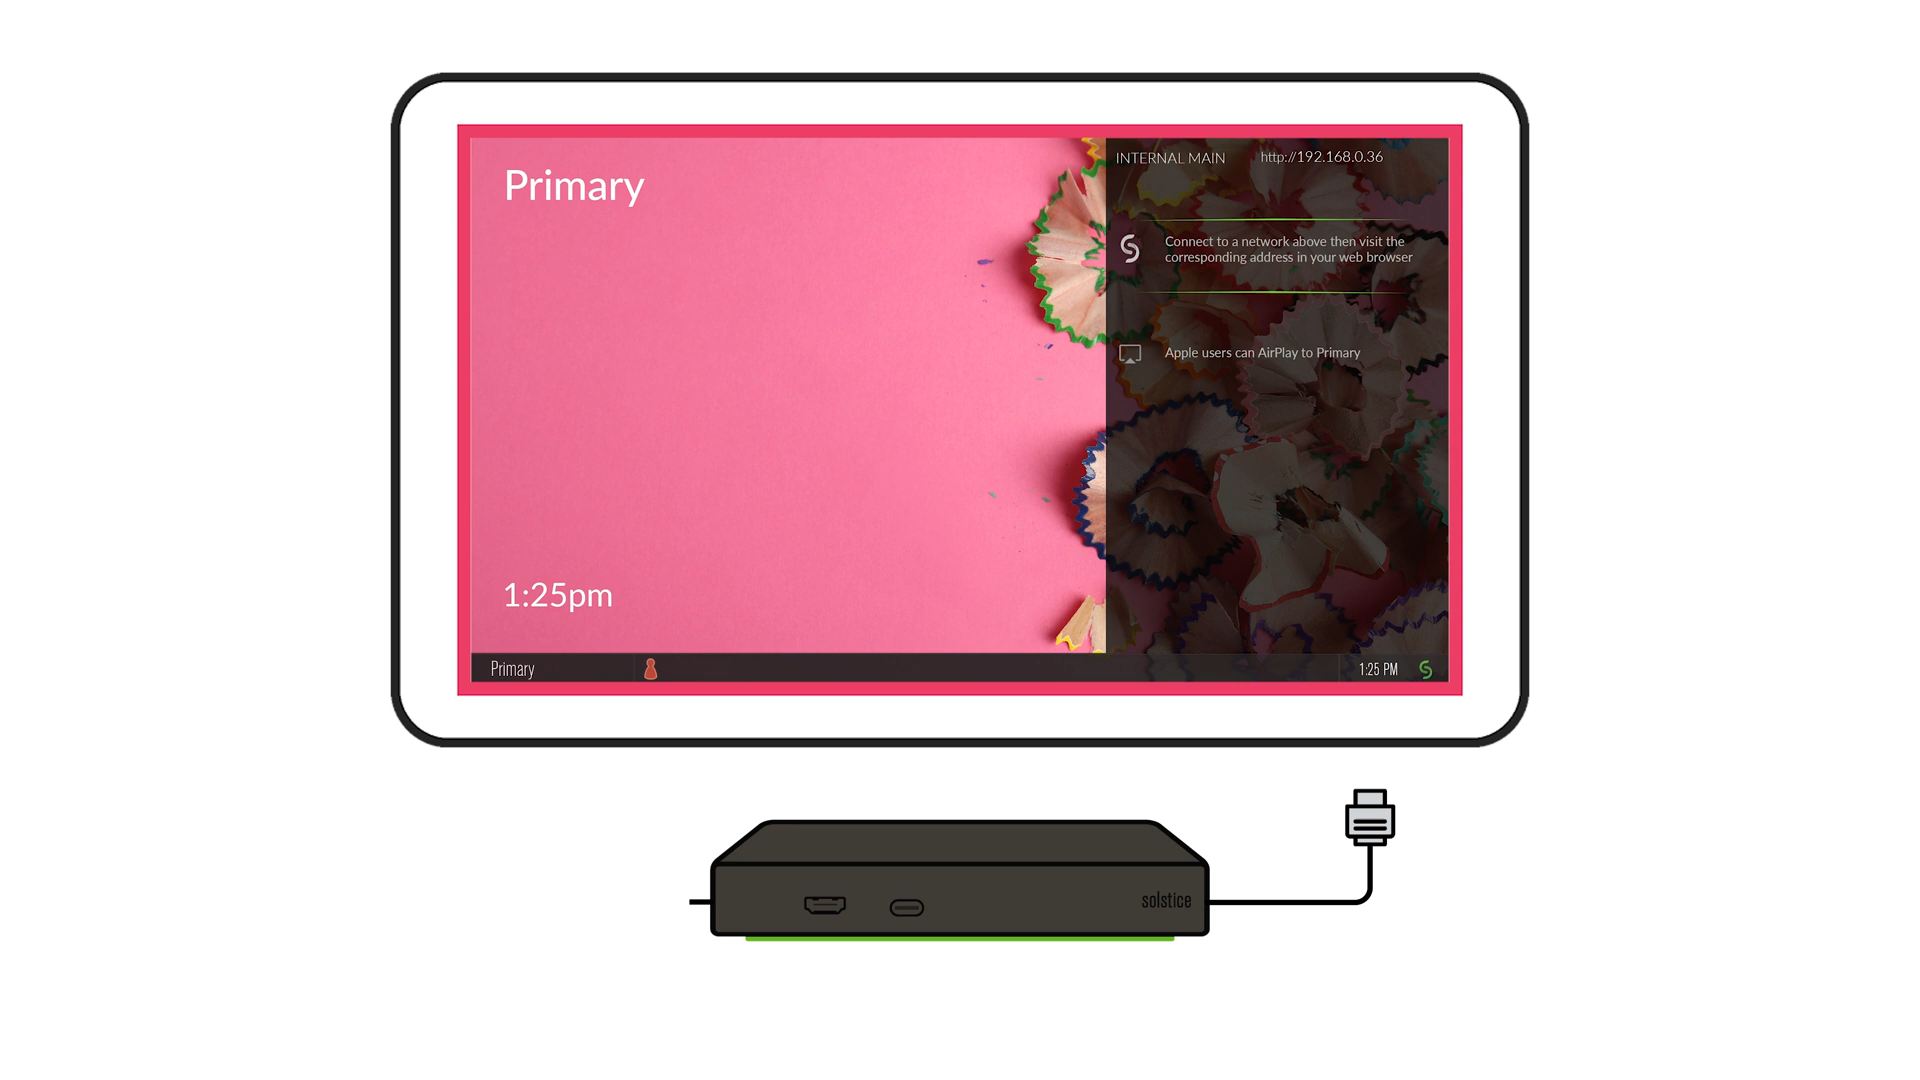 Primary
INTERNAL MAIN http://192.168.0.36
Connect to a network above then visit the
corresponding address in your web browser
Apple users can AirPlay to Primary
1:25pm
Primary
1:25 PM
solstice